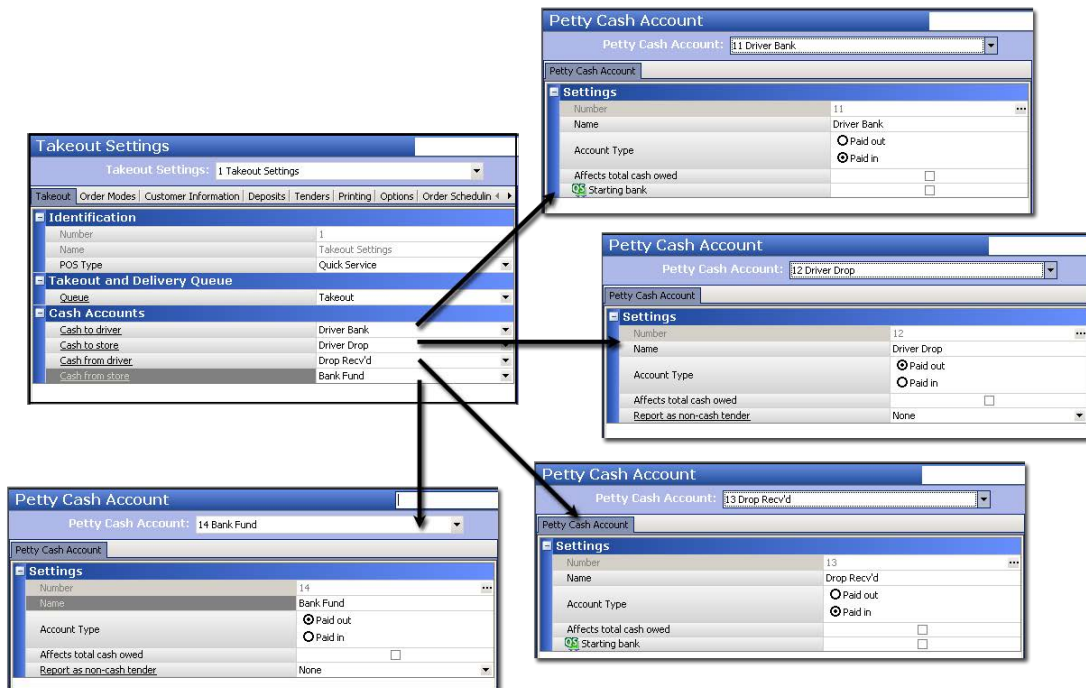 Takeout Settings
Takeout Settings: 1 Takeout Settings
Takeout Order Modes Customer Information Deposits Tenders Printing Options Order Schedulin
Identification
Number 1
Name Takeout Settings
POS Type Quick Service
Takeout and Delivery Queue
Queue Takeout
Cash Accounts
Cash to driver Driver Bank
Cash to store Driver Drop
Cash from driver Drop Recv'd
Cash from store Bank Fund
Petty Cash Account
Petty Cash Account: 11 Driver Bank
Petty Cash Account
Settings
Number 11
Name Driver Bank
Account Type Paid out
Paid in
Affects total cash owed
QS Starting bank
Petty Cash Account
Petty Cash Account: 12 Driver Drop
Petty Cash Account
Settings
Number 12
Name Driver Drop
Account Type Paid out
Paid in
Affects total cash owed
Report as non-cash tender None
Petty Cash Account
Petty Cash Account: 13 Drop Recv'd
Petty Cash Account
Settings
Number 13
Name Drop Recv'd
Account Type Paid out
Paid in
Affects total cash owed
QS Starting bank
Petty Cash Account
Petty Cash Account: 14 Bank Fund
Petty Cash Account
Settings
Number 14
Name Bank Fund
Account Type Paid out
Paid in
Affects total cash owed
Report as non-cash tender None